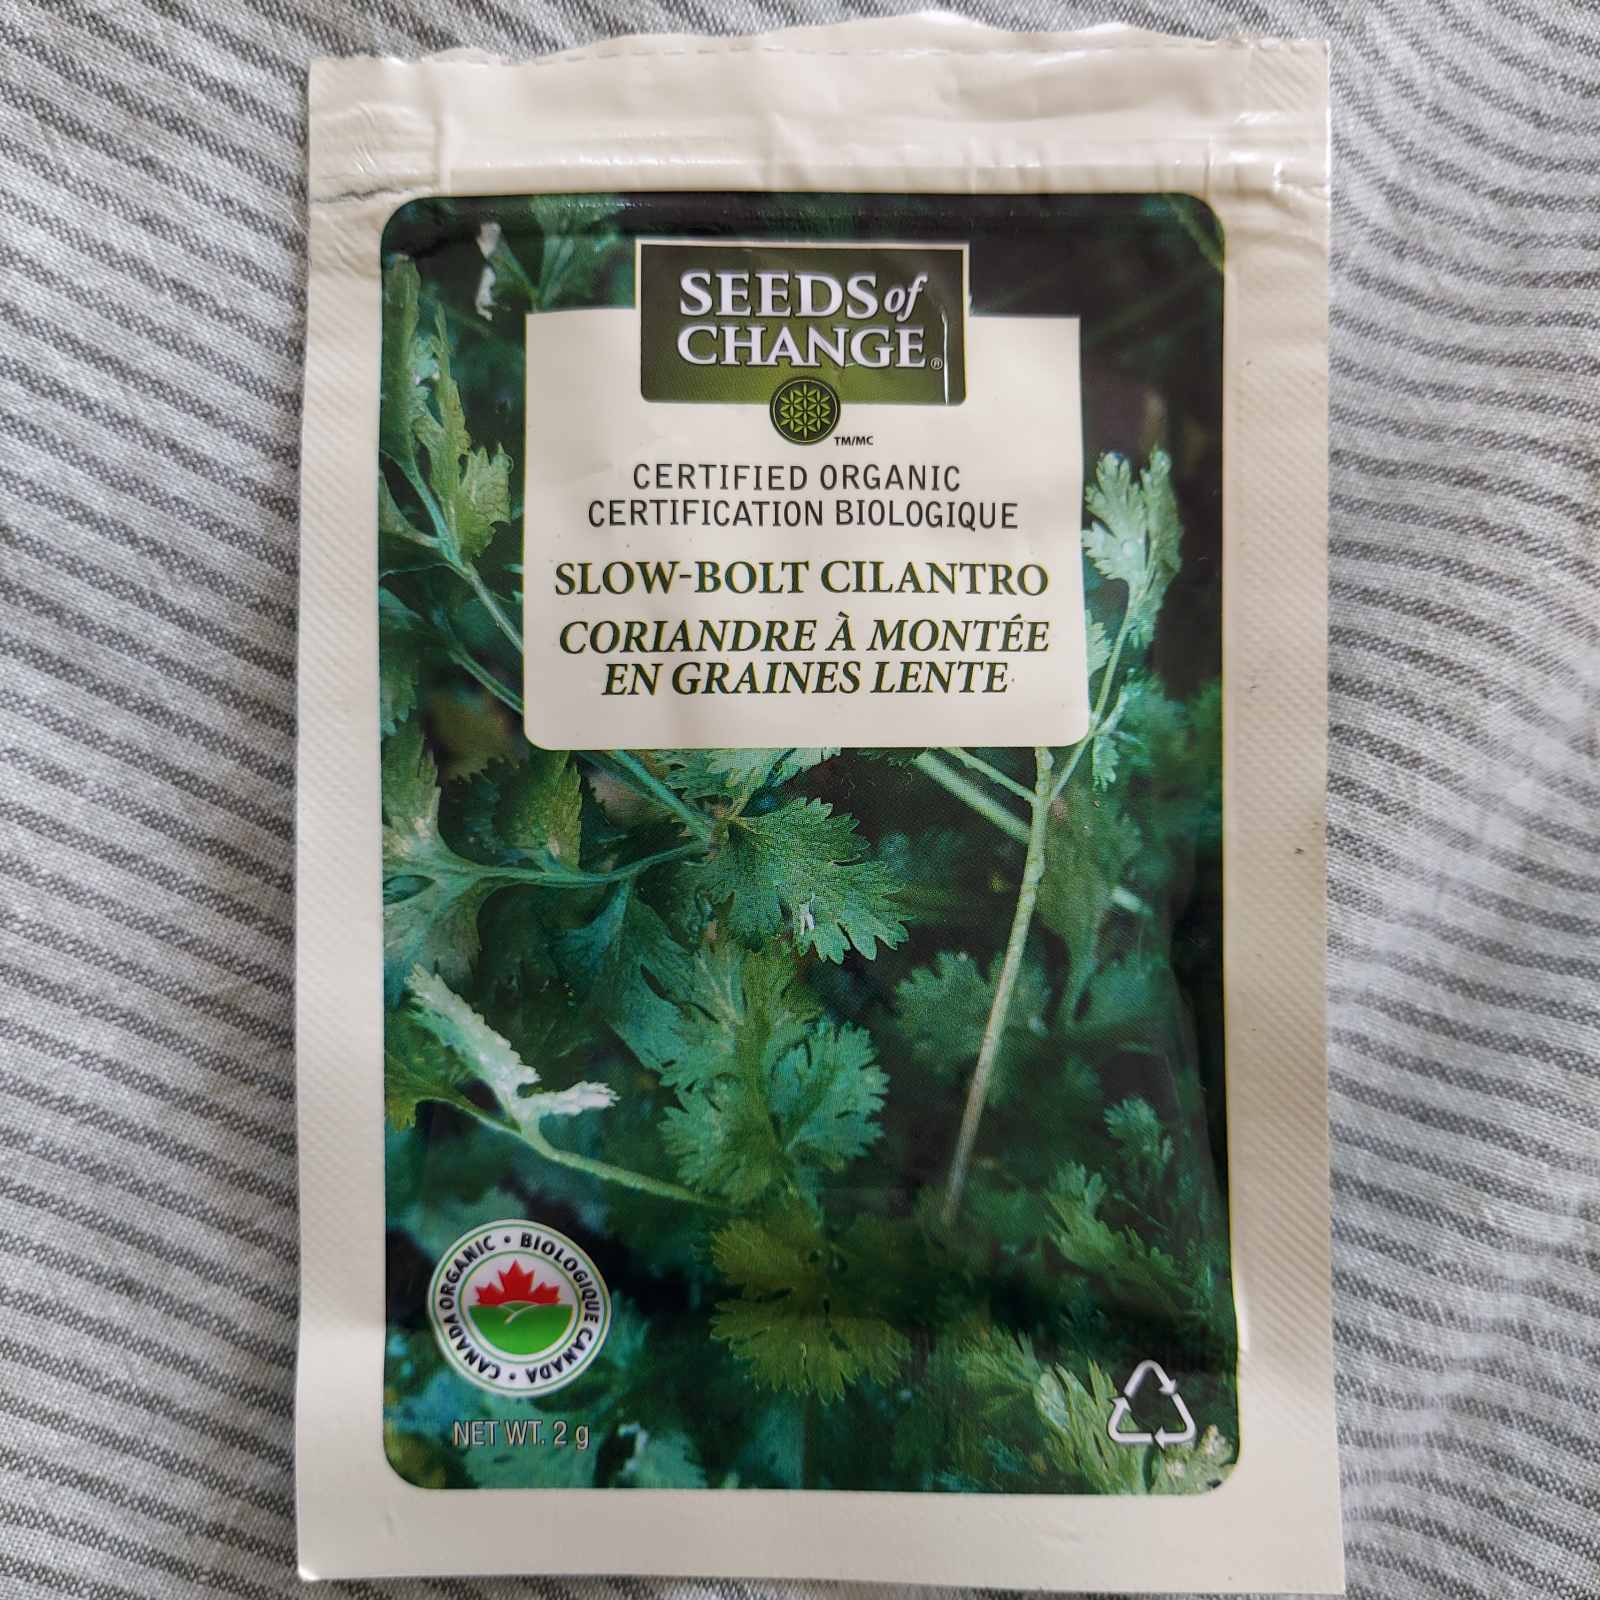 SEEDS of
CHANGE®
TM/MC
CERTIFIED ORGANIC
CERTIFICATION BIOLOGIQUE
SLOW-BOLT CILANTRO
CORIANDRE À MONTÉE
EN GRAINES LENTE
CANADA ORGANIC • BIOLOGIQUE CANADA •
NET WT. 2 g